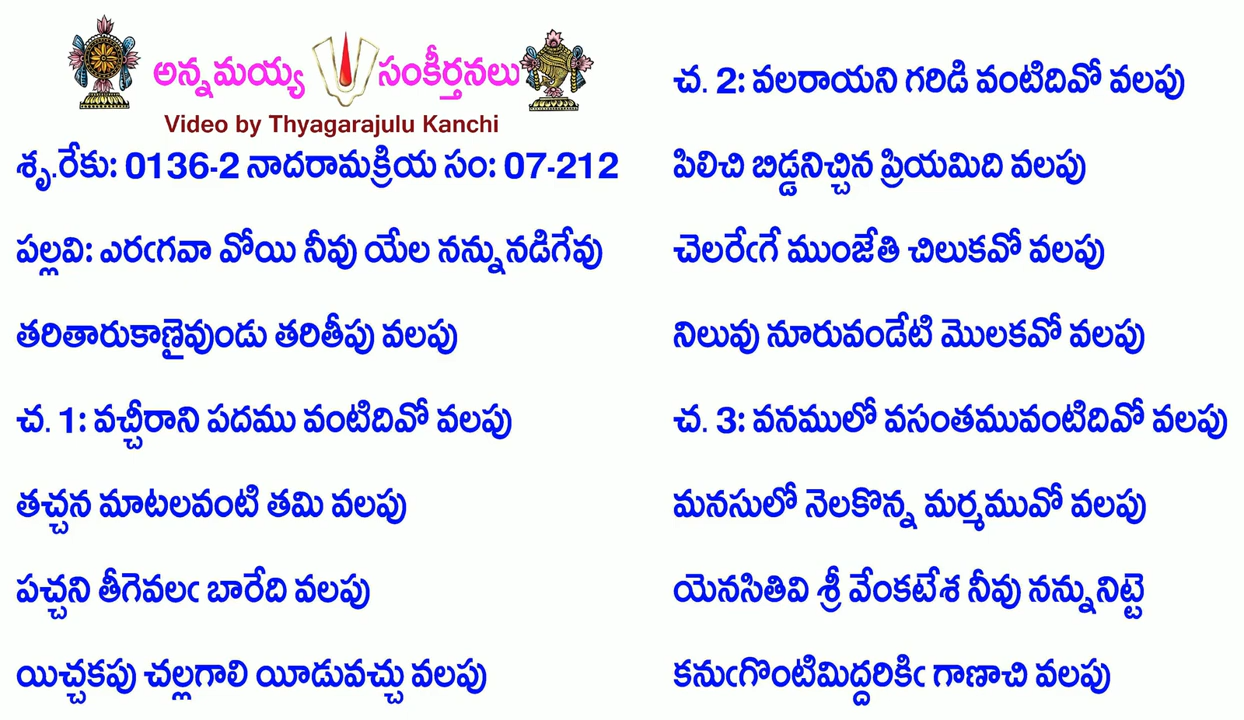 అన్నమయ్య సంకీర్తనలు
Video by Thyagarajulu Kanchi
శృ.రేకు: 0136-2 నాదరామక్రియ సం: 07-212
పల్లవి: ఎరఁగవా వోయి నీవు యేల నన్నునడిగేవు
తరితారుకాణైవుండు తరితీపు వలపు
చ. 1: వచ్చీరాని పదము వంటిదివో వలపు
తచ్చన మాటలవంటి తమి వలపు
పచ్చని తీగెవలఁ బారేది వలపు
యిచ్చకపు చల్లగాలి యీడువచ్చు వలపు
చ. 2: వలరాయని గరిడి వంటిదివో వలపు
పిలిచి బిడ్డనిచ్చిన ప్రియమిది వలపు
చెలరేఁగే ముంజేతి చిలుకవో వలపు
నిలువు నూరువండేటి మొలకవో వలపు
చ. 3: వనములో వసంతమువంటిదివో వలపు
మనసులో నెలకొన్న మర్మమువో వలపు
యెనసితివి శ్రీ వేంకటేశ నీవు నన్నునిట్టె
కనుఁగొంటిమిద్దరికిఁ గాణాచి వలపు